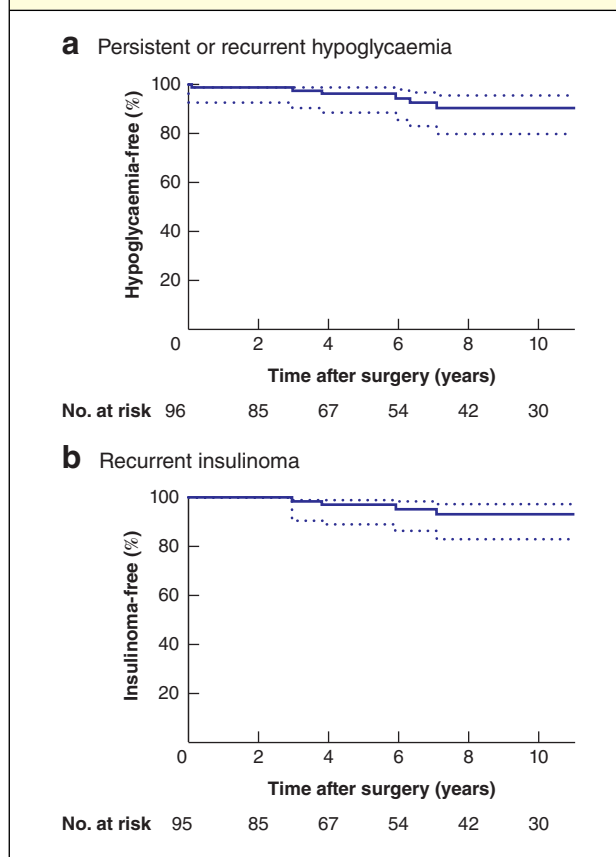 a Persistent or recurrent hypoglycaemia
100
80
60
40
20
Hypoglycaemia-free (%)
0 2 4 6 8 10
Time after surgery (years)
No. at risk 96 85 67 54 42 30
b Recurrent insulinoma
100
80
60
40
20
Insulinoma-free (%)
0 2 4 6 8 10
Time after surgery (years)
No. at risk 95 85 67 54 42 30